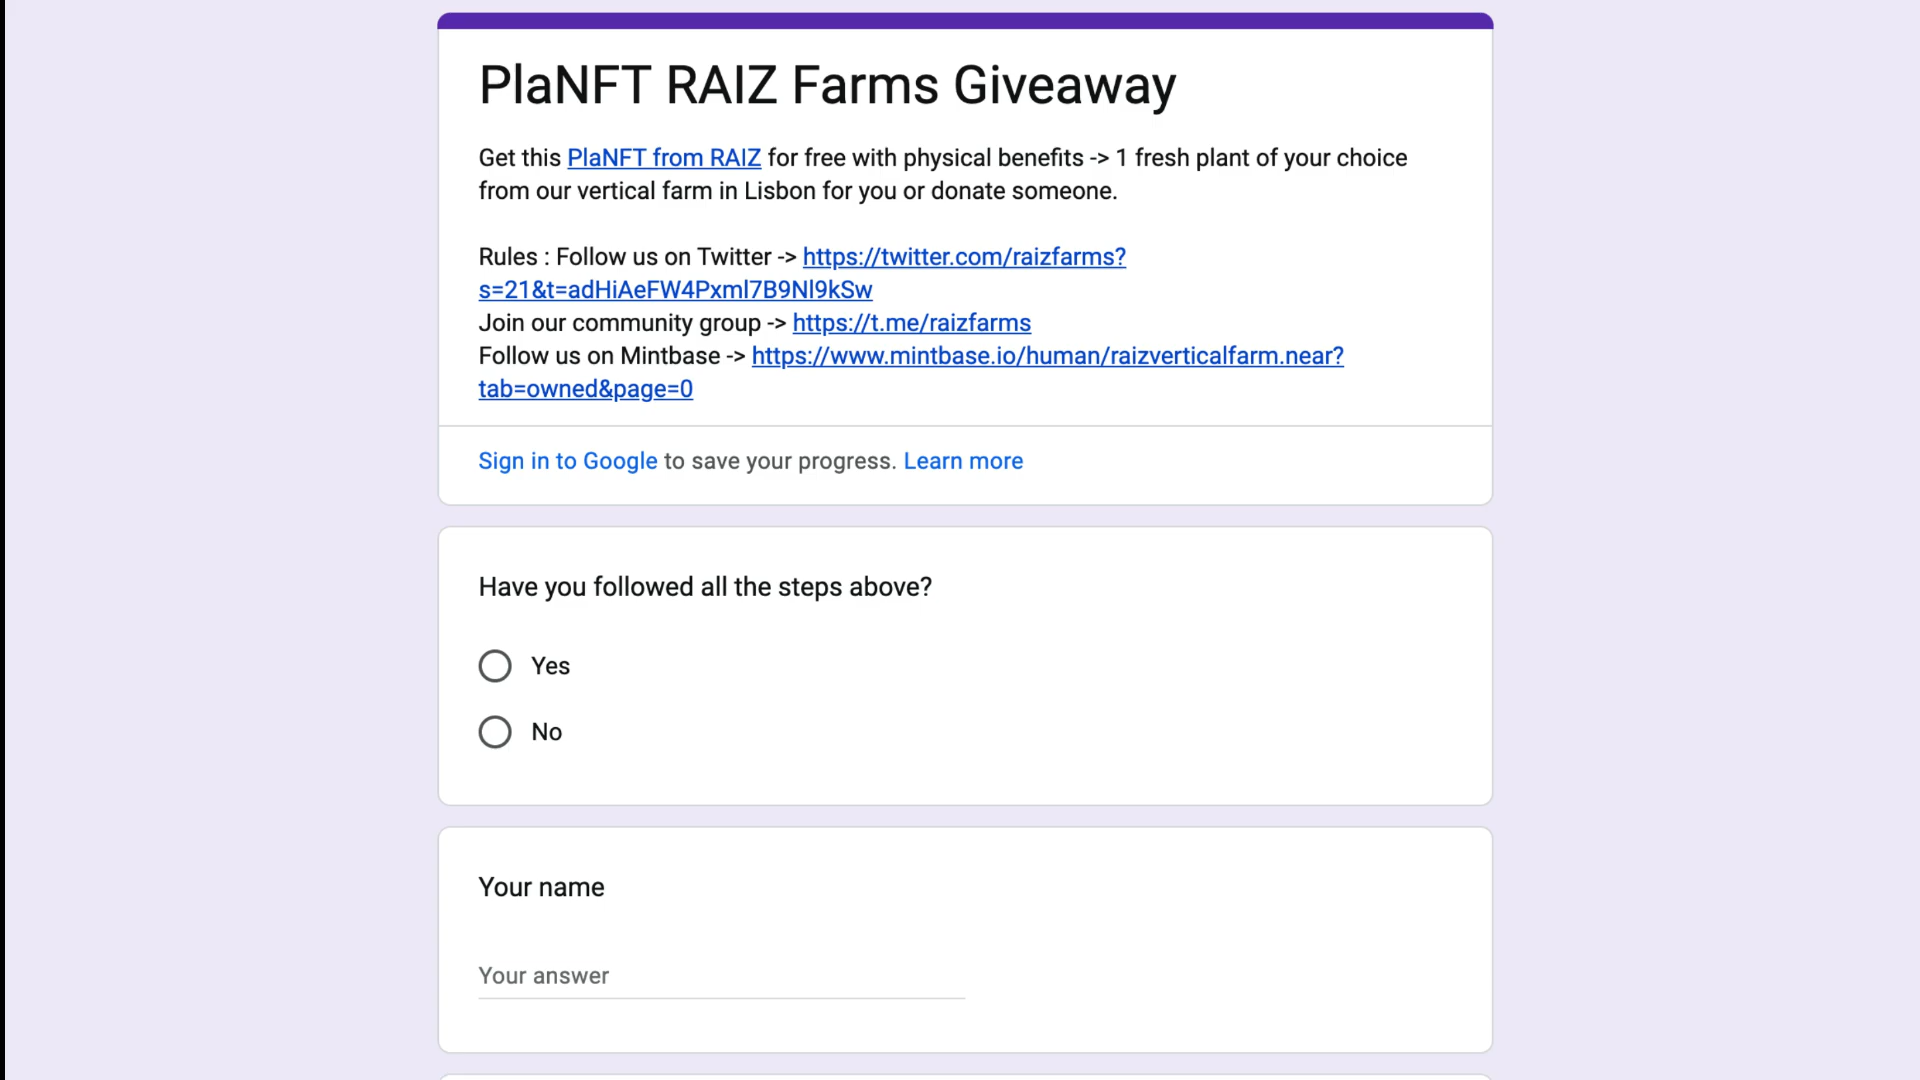 PlaNFT RAIZ Farms Giveaway
Get this PlaNFT from RAIZ for free with physical benefits -> 1 fresh plant of your choice
from our vertical farm in Lisbon for you or donate someone.
Rules : Follow us on Twitter -> https://twitter.com/raizfarms?
s=21&t=adHiAeFW4Pxml7B9Nl9kSw
Join our community group -> https://t.me/raizfarms
Follow us on Mintbase -> https://www.mintbase.io/human/raizverticalfarm.near?
tab=owned&page=0
Sign in to Google to save your progress. Learn more
Have you followed all the steps above?
Yes
No
Your name
Your answer